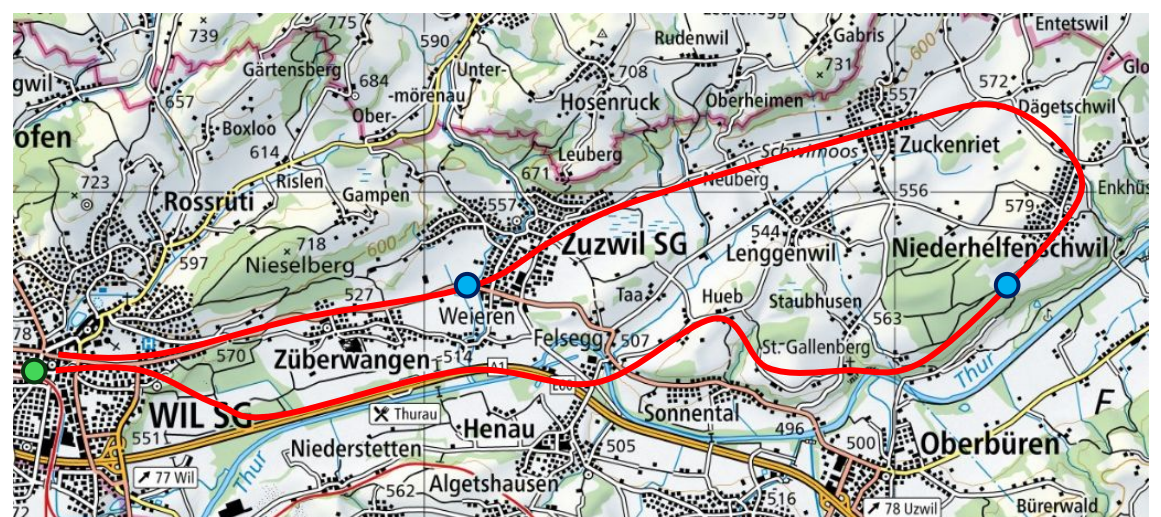 775
590
Entetswil
739
Rudenwil
Gabris
600
Gärtensberg
684
Unter-
-mörenau
708
731
572
gwil
657
Ober-
Hosenruck
Oberheimen
557
Dägetschwil
ofen
Boxloo
614
Leuberg
671
Schwimoos
Zuckenriet
723
Rislen
Gampen
Neuberg
556
Rossrüti
557
579
718
600
Zuzwil SG
544
Lenggenwil
Niederhelfenschwil
597
Nieselberg
527
Weieren
Taa
Hueb
Staubhusen
563
78
570
Züberwangen
514
Felsegg
507
St. Gallenberg
A1
Thur
WIL SG
Thurau
Sonnental
F
551
Henau
496
Niederstetten
505
500
Oberbüren
77 Wil
Thur
562
Algetshausen
516
78 Uzwil
Bürerwald
72